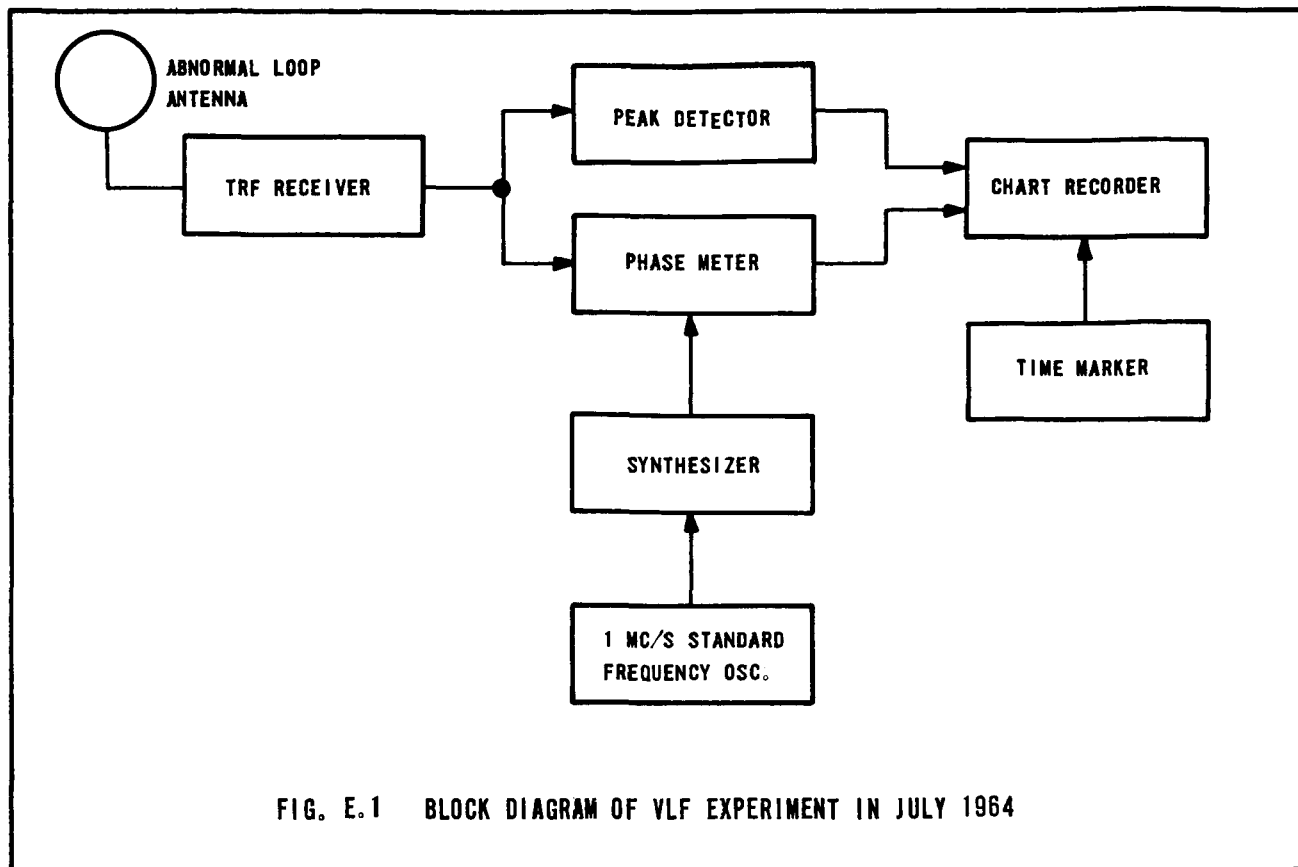 ABNORMAL LOOP
ANTENNA
TRF RECEIVER
PEAK DETECTOR
PHASE METER
CHART RECORDER
TIME MARKER
SYNTHESIZER
1 MC/S STANDARD
FREQUENCY OSC.
FIG. E.1 BLOCK DIAGRAM OF VLF EXPERIMENT IN JULY 1964